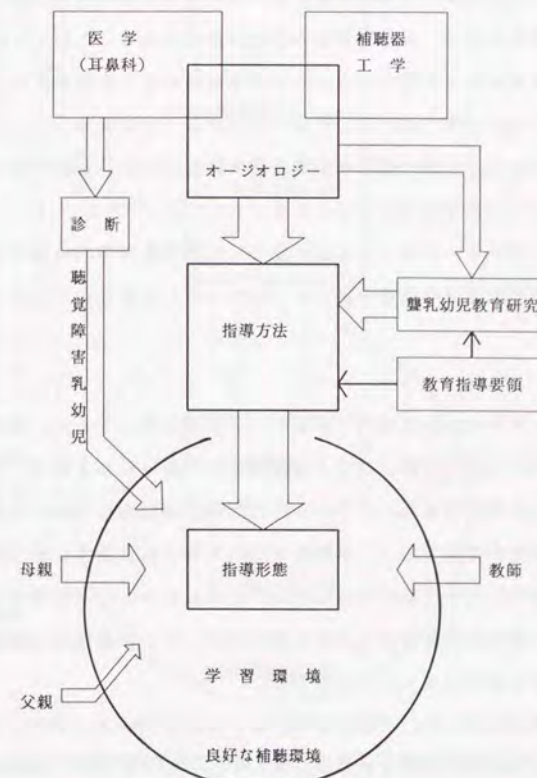 医 学
(耳鼻科)
補聴器
工 学
オージオロジー
診 断
聴覚障害乳幼児
指導方法
聾乳幼児教育研究
教育指導要領
指導形態
母親
教師
父親
学 習 環 境
良好な補聴環境